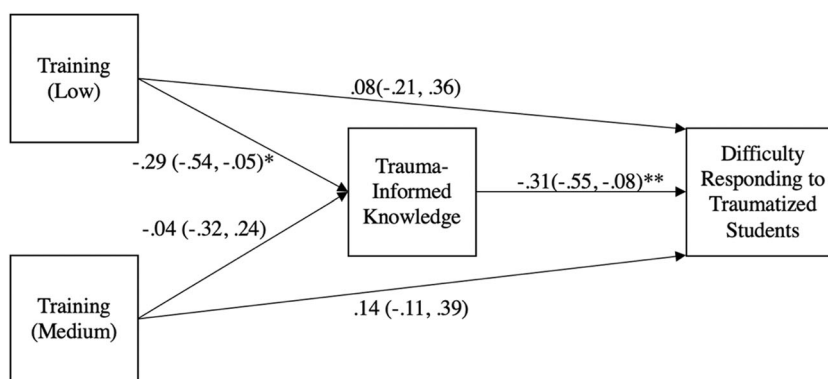 Training
(Low)
.08(-.21, .36)
-.29 (-.54, -.05)*
Trauma-
Informed
Knowledge
-.31(-.55, -.08)**
Difficulty
Responding to
Traumatized
Students
-.04 (-.32, .24)
Training
(Medium)
.14 (-.11, .39)